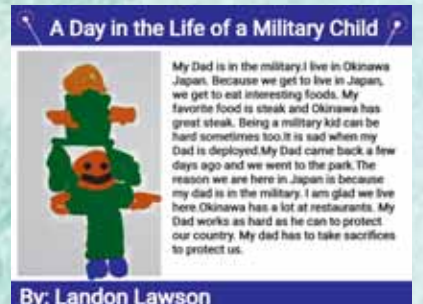 A Day in the Life of a Military Child
My Dad is in the military.I live in Okinawa
Japan. Because we get to live in Japan,
we get to eat interesting foods. My
favorite food is steak and Okinawa has
great steak. Being a military kid can be
hard sometimes too.It is sad when my
Dad is deployed.My Dad came back a few
days ago and we went to the park.The
reason we are here in Japan is because
my dad is in the military. I am glad we live
here.Okinawa has a lot at restaurants. My
Dad works as hard as he can to protect
our country. My dad has to take sacrifices
to protect us.
By: Landon Lawson